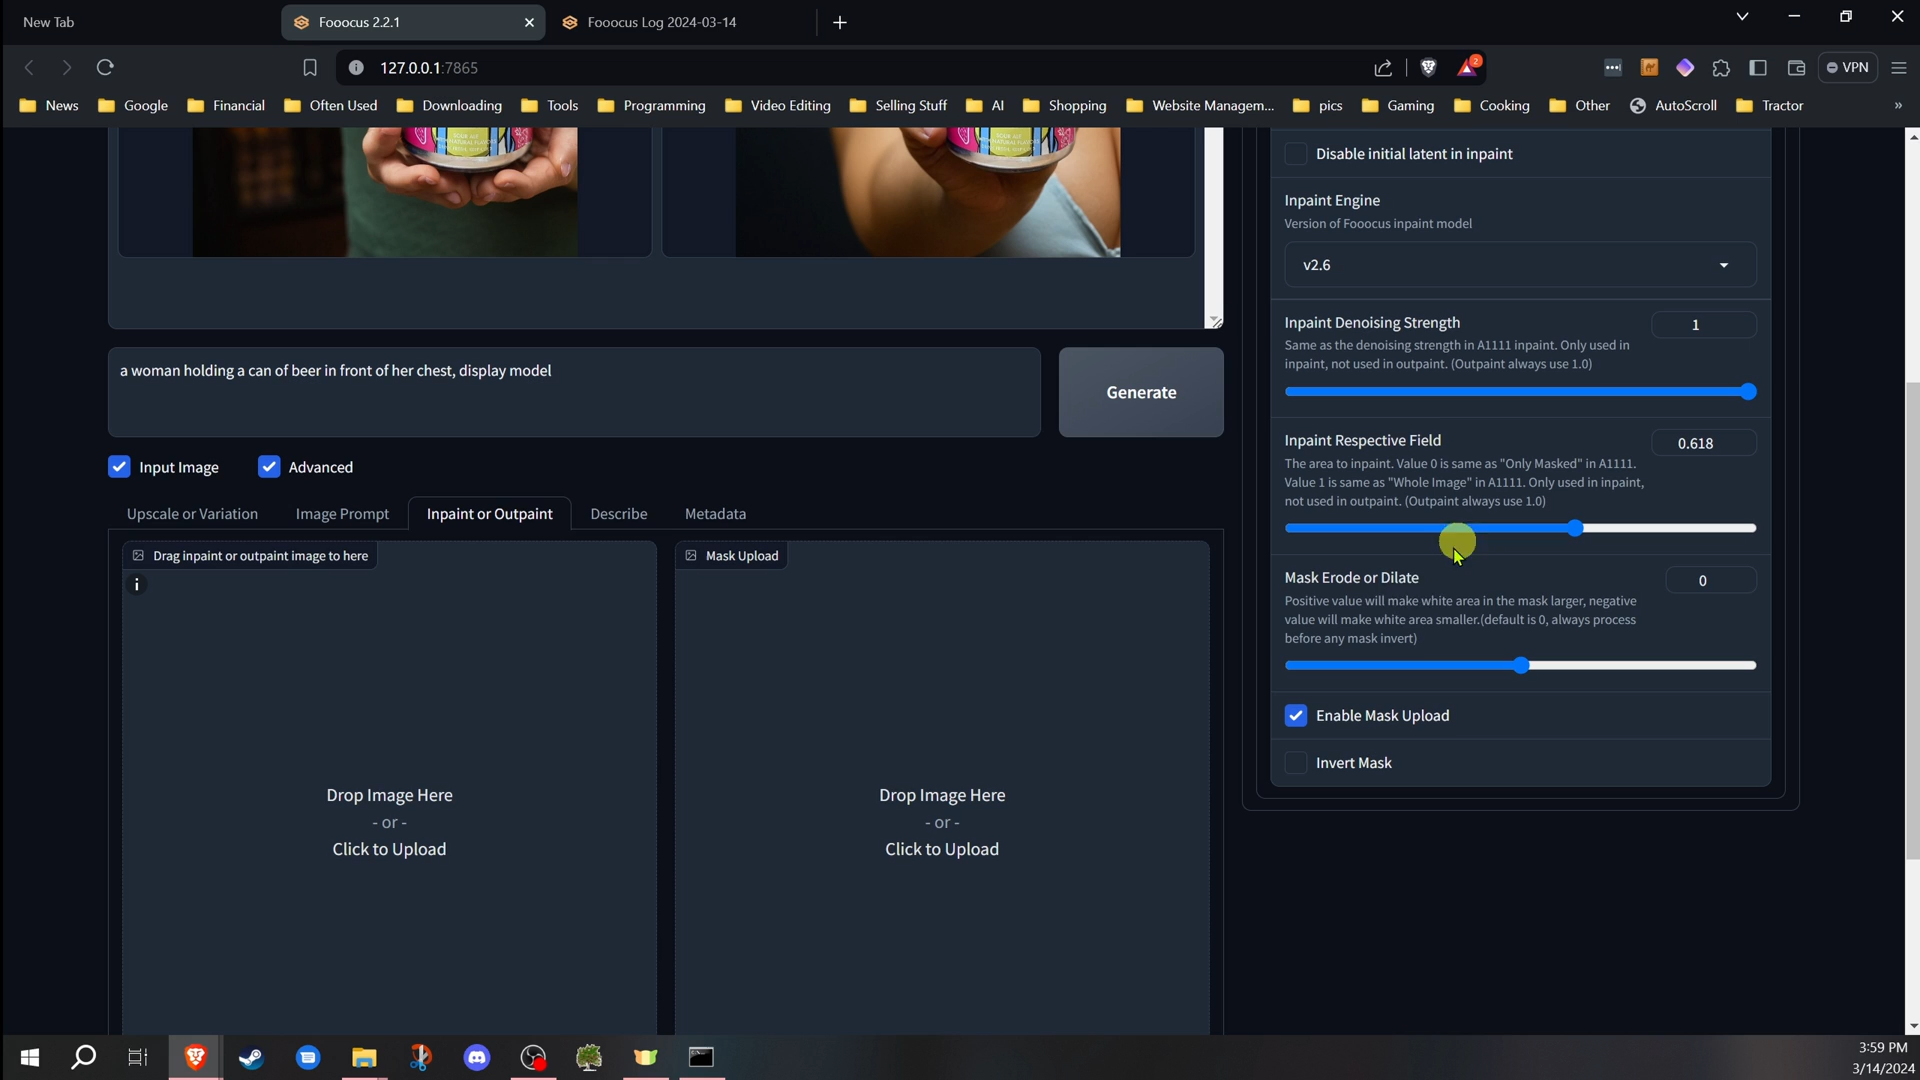 New Tab
Fooocus 2.2.1
Fooocus Log 2024-03-14
127.0.0.1:7865
2
VPN
News
Google
Financial
Often Used
Downloading
Tools
Programming
Video Editing
Selling Stuff
AI
Shopping
Website Managem...
pics
Gaming
Cooking
Other
AutoScroll
Tractor
»
Disable initial latent in inpaint
Inpaint Engine
Version of Fooocus inpaint model
v2.6
Inpaint Denoising Strength
1
Same as the denoising strength in A1111 inpaint. Only used in
inpaint, not used in outpaint. (Outpaint always use 1.0)
Inpaint Respective Field
0.618
The area to inpaint. Value 0 is same as "Only Masked" in A1111.
Value 1 is same as "Whole Image" in A1111. Only used in inpaint,
not used in outpaint. (Outpaint always use 1.0)
Mask Erode or Dilate
0
Positive value will make white area in the mask larger, negative
value will make white area smaller.(default is 0, always process
before any mask invert)
Enable Mask Upload
Invert Mask
a woman holding a can of beer in front of her chest, display model
Generate
Input Image
Advanced
Upscale or Variation
Image Prompt
Inpaint or Outpaint
Describe
Metadata
Drag inpaint or outpaint image to here
Mask Upload
i
Drop Image Here
- or -
Click to Upload
Drop Image Here
- or -
Click to Upload
3:59 PM
3/14/2024